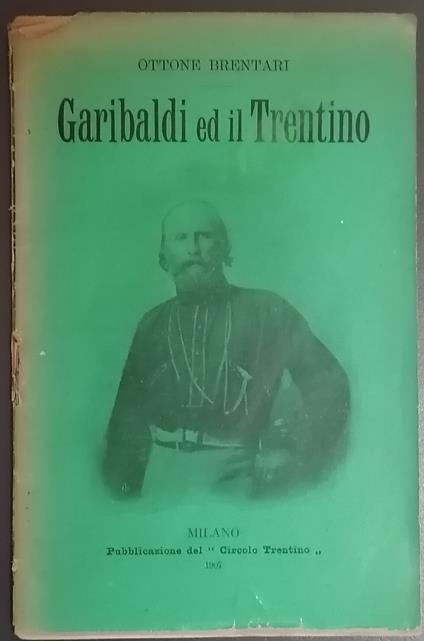 OTTONE BRENTARI
Garibaldi ed il Trentino
MILANO
Pubblicazione del " Circolo Trentino „
1907